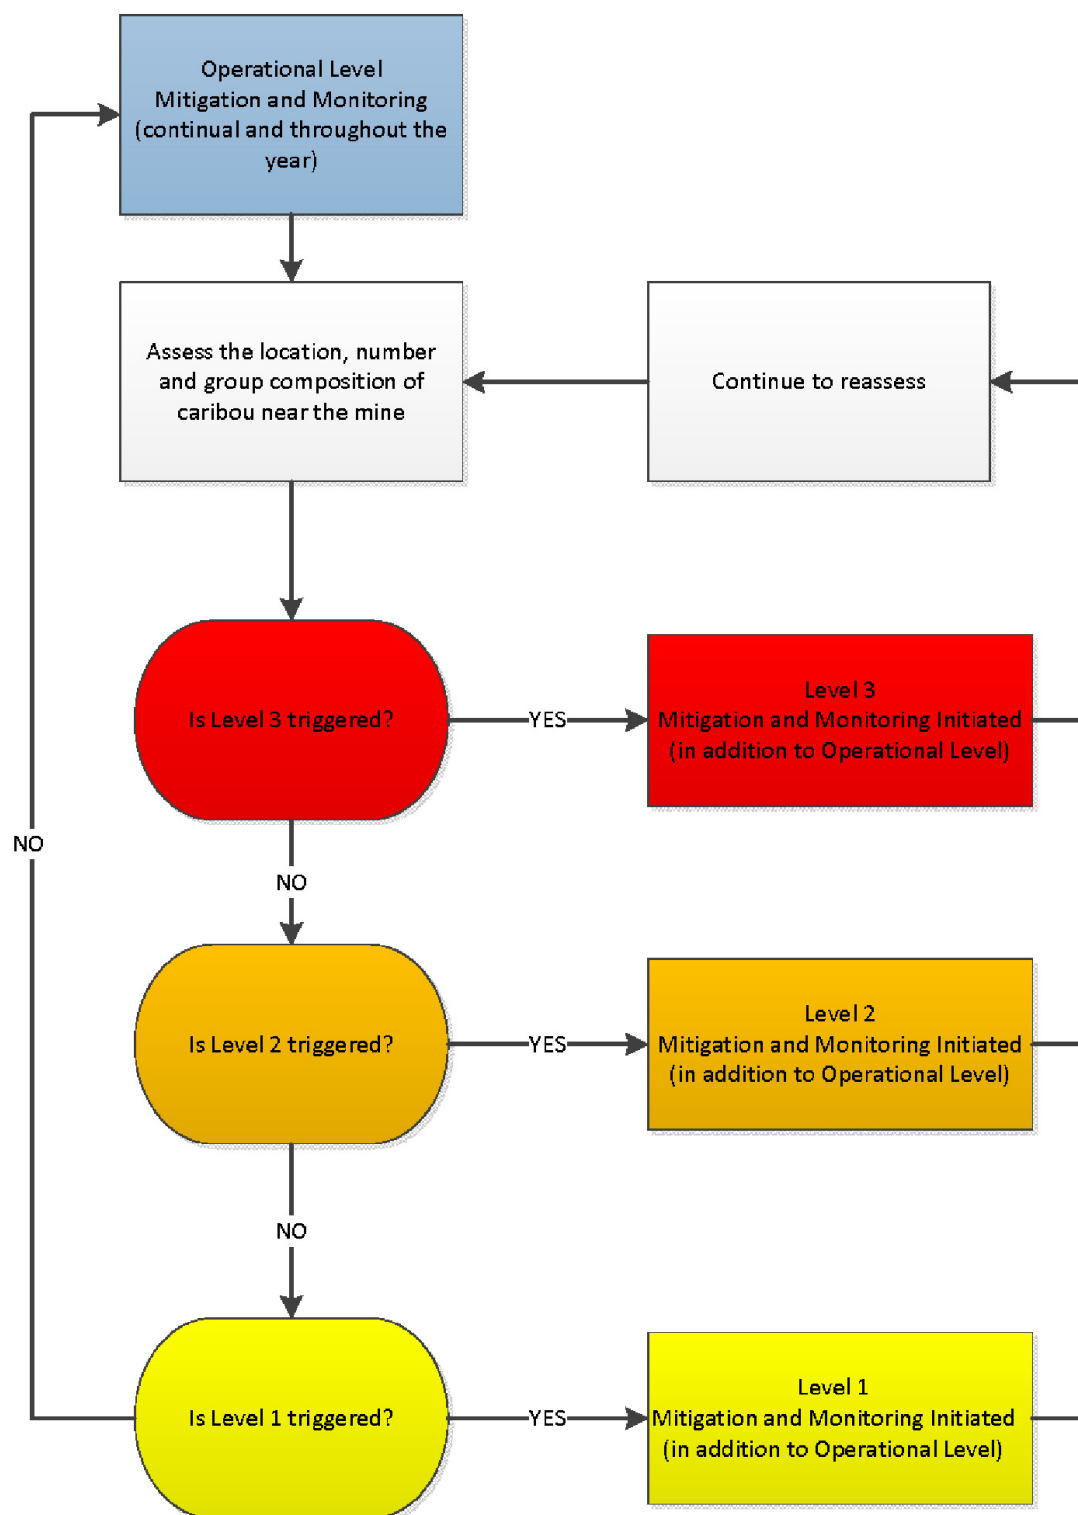 Operational Level
Mitigation and Monitoring
(continual and throughout the
year)
Assess the location, number
and group composition of
caribou near the mine
Continue to reassess
Is Level 3 triggered?
YES
Level 3
Mitigation and Monitoring Initiated
(in addition to Operational Level)
NO
NO
Is Level 2 triggered?
YES
Level 2
Mitigation and Monitoring Initiated
(in addition to Operational Level)
NO
Is Level 1 triggered?
YES
Level 1
Mitigation and Monitoring Initiated
(in addition to Operational Level)